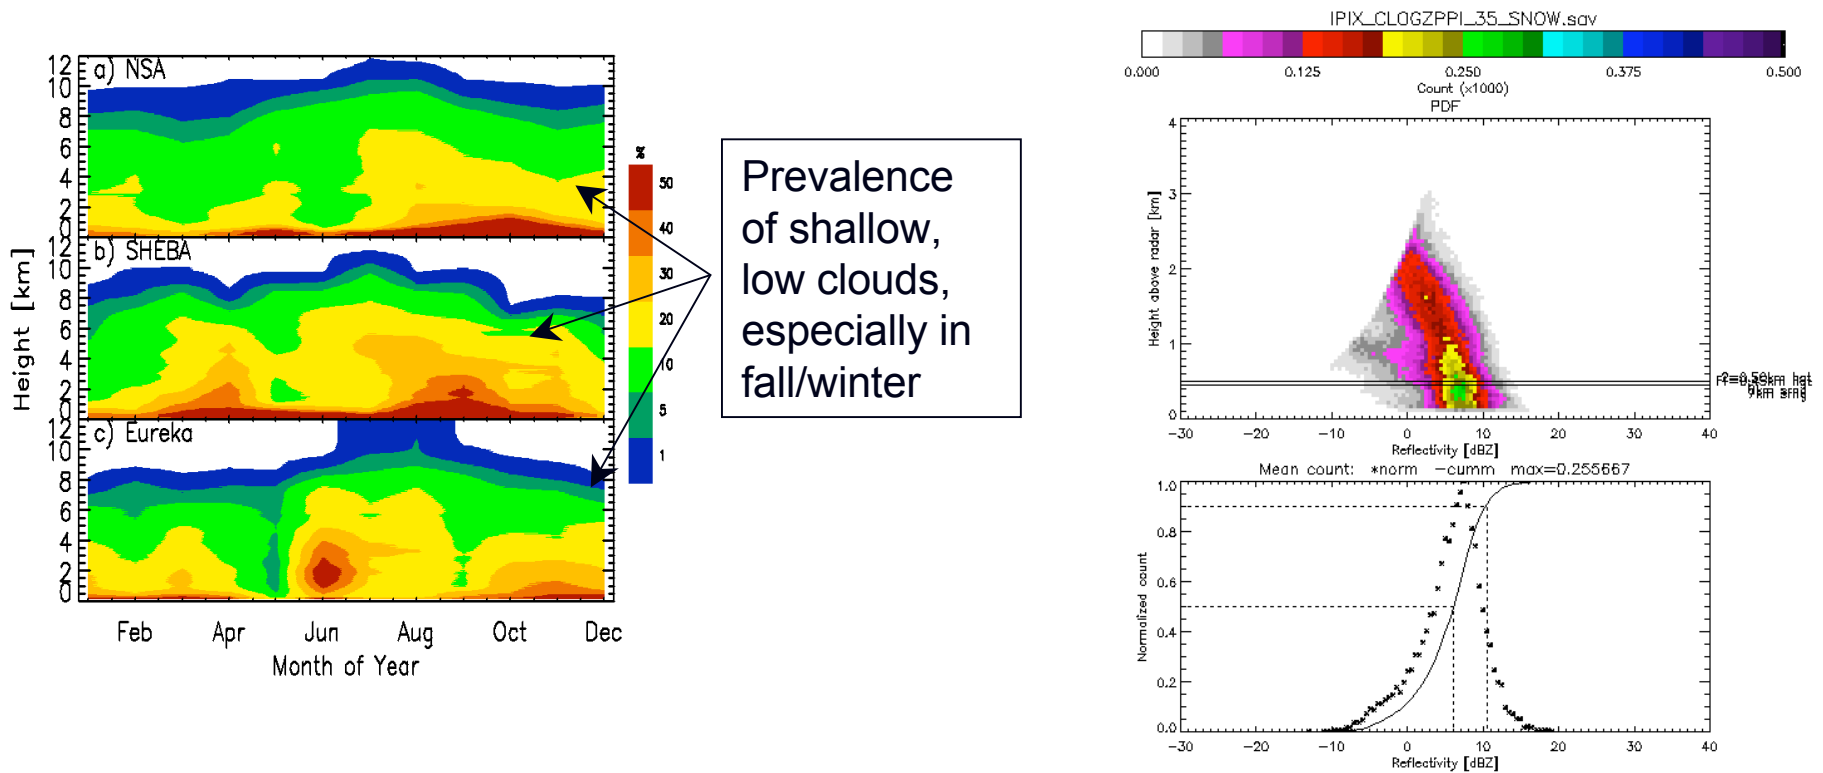 a) NSA
12
10
8
6
4
2
0
b) SHEBA
12
10
8
6
4
2
0
c) Eureka
12
10
8
6
4
2
0
Height [km]
Feb Apr Jun Aug Oct Dec
Month of Year
%
50
40
30
20
10
5
1
Prevalence
of shallow,
low clouds,
especially in
fall/winter
IPIX_CLOGZPPI_35_SNOW.sav
0.000 0.125 0.250 0.375 0.500
Count (x1000)
PDF
4
3
2
1
0
Height above radar [km]
-30 -20 -10 0 10 20 30 40
Reflectivity [dBZ]
Mean count: *norm -cumm max=0.255667
1.0
0.8
0.6
0.4
0.2
0.0
Normalized count
-30 -20 -10 0 10 20 30 40
Reflectivity [dBZ]